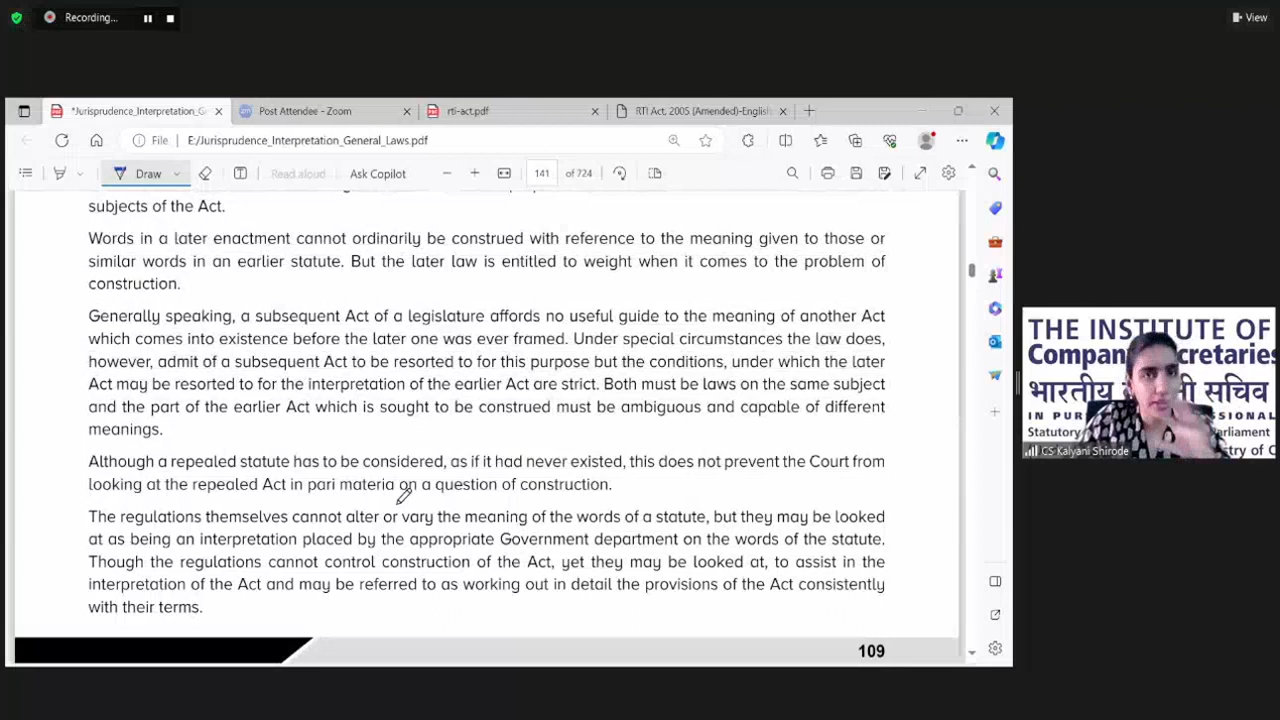 Recording...
View
*Jurisprudence_Interpretation_Ge
Post Attendee - Zoom
rti-act.pdf
RTI Act, 2005 (Amended)-English
File
E:/Jurisprudence_Interpretation_General_Laws.pdf
Draw
Read aloud
Ask Copilot
141 of 724
subjects of the Act.
Words in a later enactment cannot ordinarily be construed with reference to the meaning given to those or
similar words in an earlier statute. But the later law is entitled to weight when it comes to the problem of
construction.
Generally speaking, a subsequent Act of a legislature affords no useful guide to the meaning of another Act
which comes into existence before the later one was ever framed. Under special circumstances the law does,
however, admit of a subsequent Act to be resorted to for this purpose but the conditions, under which the later
Act may be resorted to for the interpretation of the earlier Act are strict. Both must be laws on the same subject
and the part of the earlier Act which is sought to be construed must be ambiguous and capable of different
meanings.
Although a repealed statute has to be considered, as if it had never existed, this does not prevent the Court from
looking at the repealed Act in pari materia on a question of construction.
The regulations themselves cannot alter or vary the meaning of the words of a statute, but they may be looked
at as being an interpretation placed by the appropriate Government department on the words of the statute.
Though the regulations cannot control construction of the Act, yet they may be looked at, to assist in the
interpretation of the Act and may be referred to as working out in detail the provisions of the Act consistently
with their terms.
109
THE INSTITUTE OF
भारतीय सचिव
IN PUR
Statutory
CS Kalyani Shirode